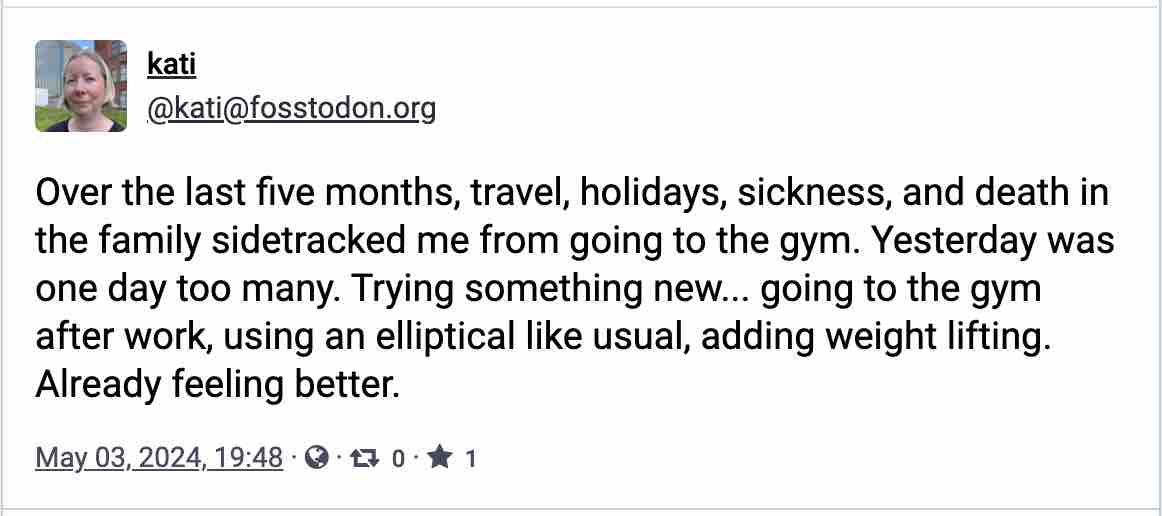 kati
@kati@fosstodon.org
Over the last five months, travel, holidays, sickness, and death in
the family sidetracked me from going to the gym. Yesterday was
one day too many. Trying something new... going to the gym
after work, using an elliptical like usual, adding weight lifting.
Already feeling better.
May 03, 2024, 19:48 · · 0 · 1